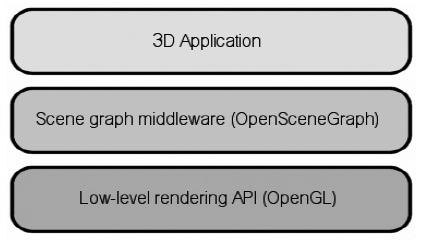 3D Application
Scene graph middleware (OpenSceneGraph)
Low-level rendering API (OpenGL)